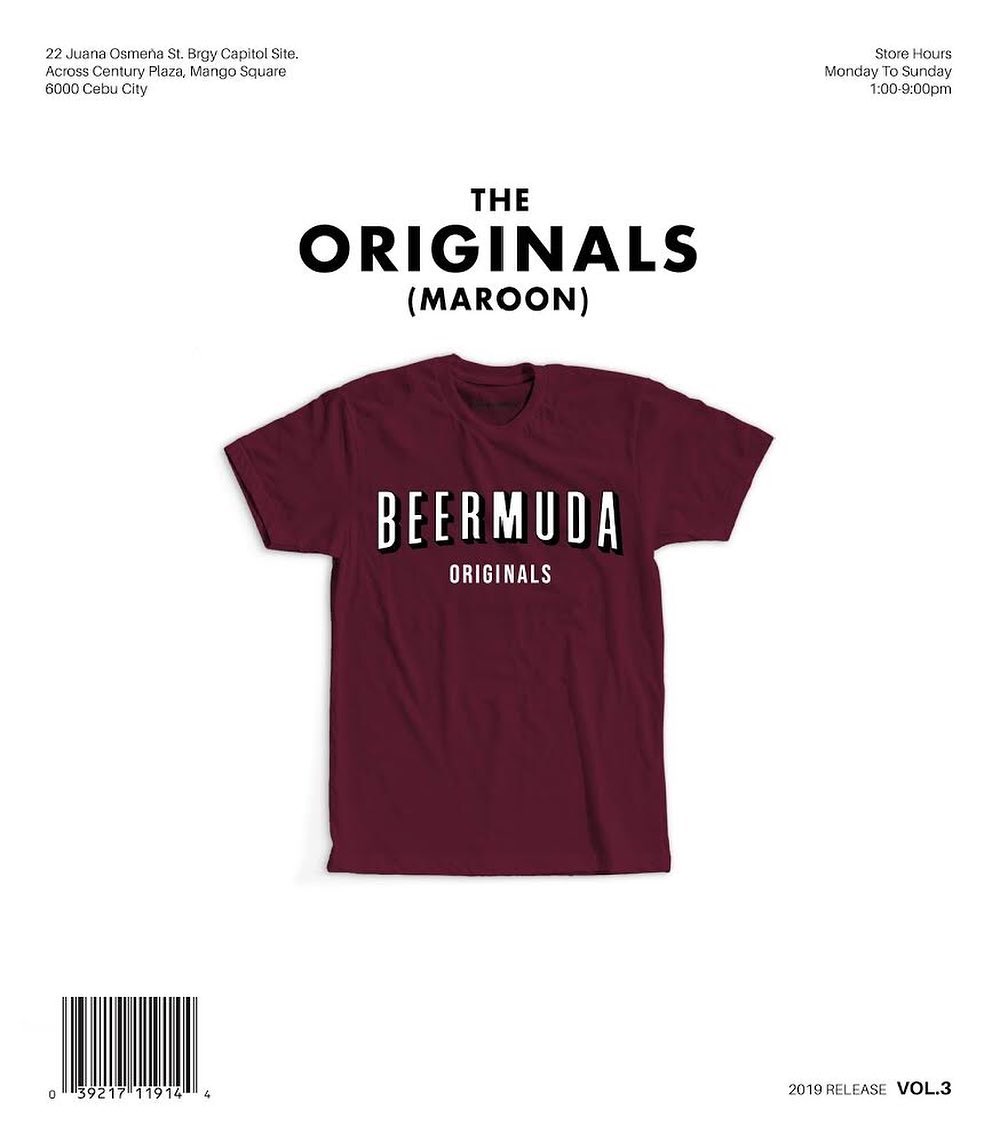 22 Juana Osmeña St. Brgy Capitol Site.
Across Century Plaza, Mango Square
6000 Cebu City
Store Hours
Monday To Sunday
1:00-9:00pm
THE
ORIGINALS
(MAROON)
BEERMUDA
ORIGINALS
0 39217 11914 4
2019 RELEASE VOL.3